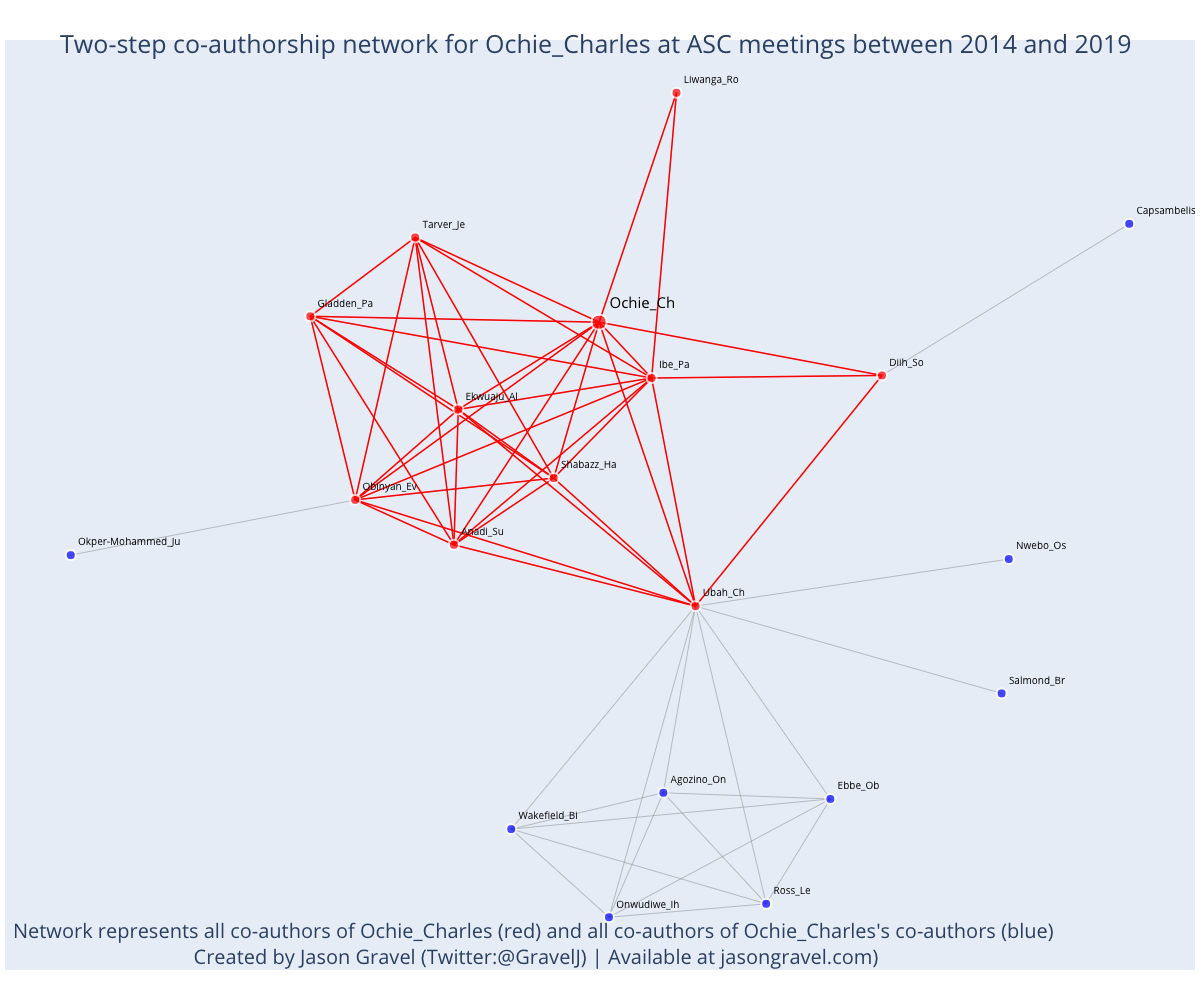 Two-step co-authorship network for Ochie_Charles at ASC meetings between 2014 and 2019
Liwanga_Ro
Capsambelis
Tarver_Je
Gladden_Pa
Ochie_Ch
Ibe_Pa
Diih_So
Ekwuaju_Al
Shabazz_Ha
Obinyan_Ev
Anadi_Su
Okper-Mohammed_Ju
Nwebo_Os
Ubah_Ch
Salmond_Br
Agozino_On
Ebbe_Ob
Wakefield_Bi
Ross_Le
Onwudiwe_Ih
Network represents all co-authors of Ochie_Charles (red) and all co-authors of Ochie_Charles's co-authors (blue)
Created by Jason Gravel (Twitter:@GravelJ) | Available at jasongravel.com)